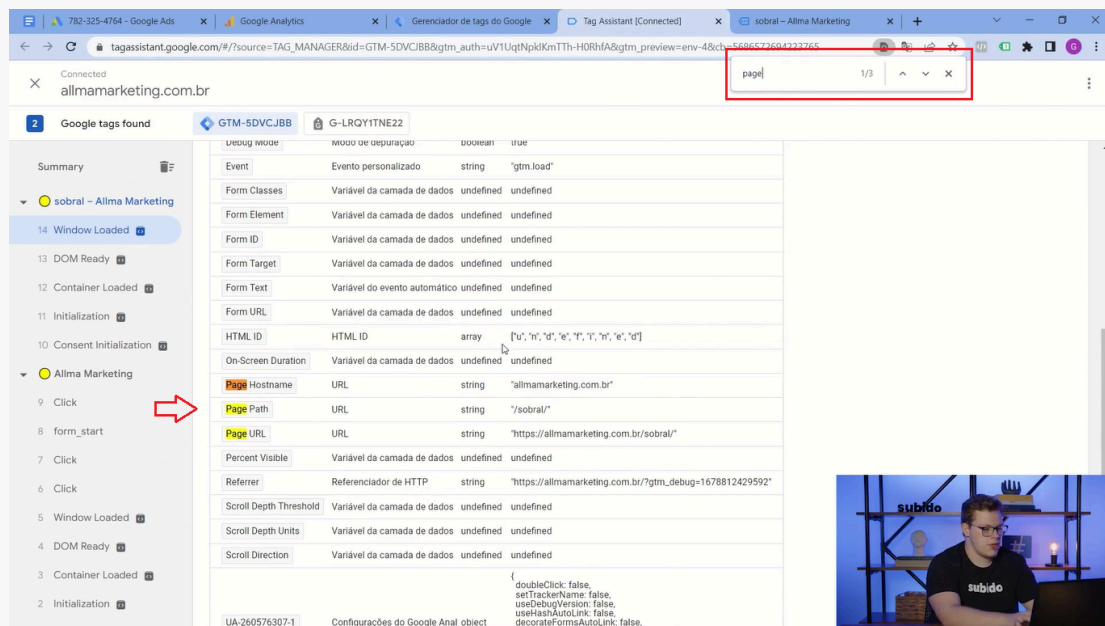 782-325-4764 - Google Ads
Google Analytics
Gerenciador de tags do Google
Tag Assistant [Connected]
sobral – Allma Marketing
tagassistant.google.com/#/?source=TAG_MANAGER&id=GTM-5DVCJBB&gtm_auth=uV1UqtNpldKmTTh-H0RhfA&gtm_preview=env-4&cb=5686572694223765
page 1/3
Connected
allmamarketing.com.br
2 Google tags found GTM-5DVCJBB G-LRQY1TNE22
Summary
sobral – Allma Marketing
14 Window Loaded
13 DOM Ready
12 Container Loaded
11 Initialization
10 Consent Initialization
Allma Marketing
9 Click
8 form_start
7 Click
6 Click
5 Window Loaded
4 DOM Ready
3 Container Loaded
2 Initialization
Debug Mode Modo de depuração boolean true
Event Evento personalizado string "gtm.load"
Form Classes Variável da camada de dados undefined undefined
Form Element Variável da camada de dados undefined undefined
Form ID Variável da camada de dados undefined undefined
Form Target Variável da camada de dados undefined undefined
Form Text Variável do evento automático undefined undefined
Form URL Variável da camada de dados undefined undefined
HTML ID HTML ID array ["u", "n", "d", "e", "f", "i", "n", "e", "d"]
On-Screen Duration Variável da camada de dados undefined undefined
Page Hostname URL string "allmamarketing.com.br"
Page Path URL string "/sobral/"
Page URL URL string "https://allmamarketing.com.br/sobral/"
Percent Visible Variável da camada de dados undefined undefined
Referrer Referenciador de HTTP string "https://allmamarketing.com.br/?gtm_debug=1678812429592"
Scroll Depth Threshold Variável da camada de dados undefined undefined
Scroll Depth Units Variável da camada de dados undefined undefined
Scroll Direction Variável da camada de dados undefined undefined
{
doubleClick: false,
setTrackerName: false,
useDebugVersion: false,
useHashAutoLink: false,
UA-260576307-1 Configurações do Google Anal object decorateFormsAutoLink: false,
subido
subido
G